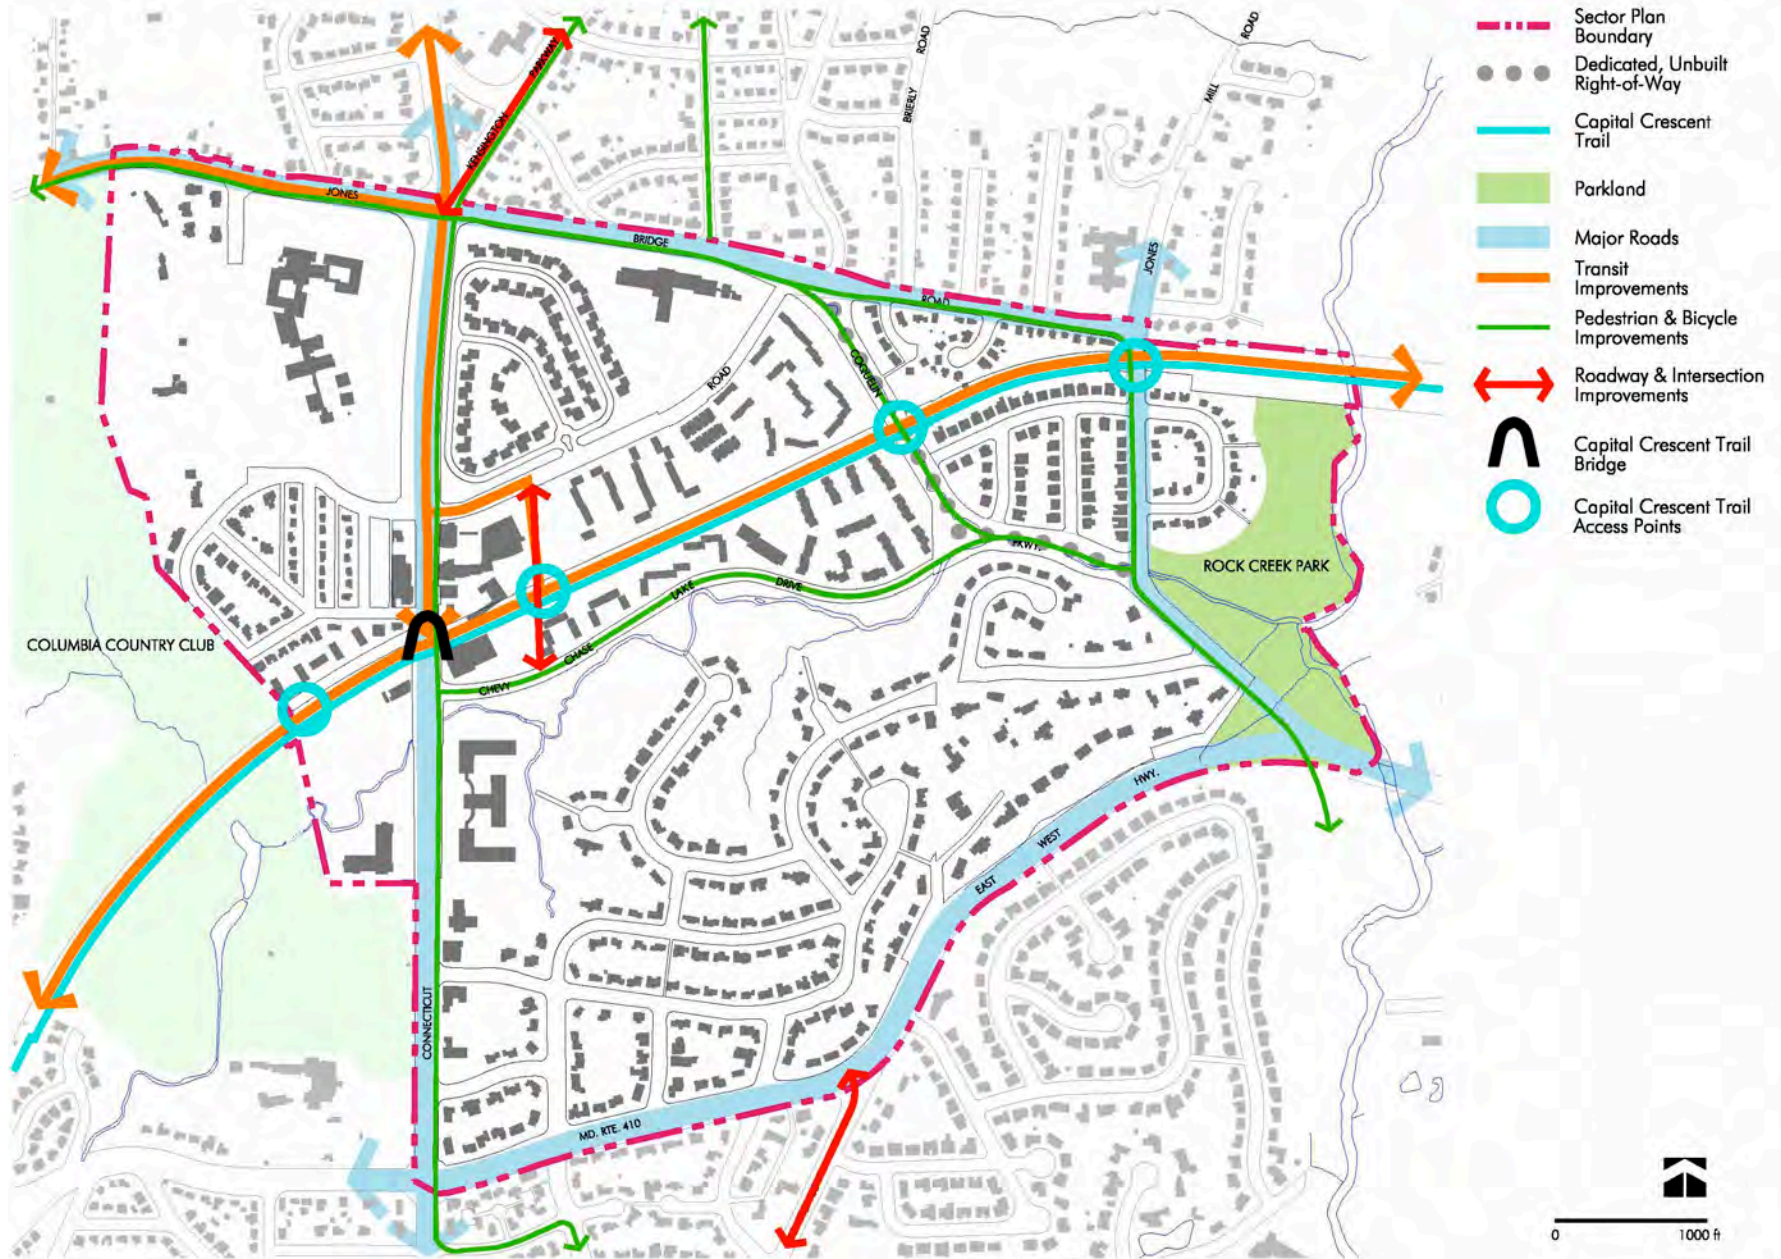 ROAD
ROAD
PARKWAY
BRIERLY
MILL
KENSINGTON
JONES
BRIDGE
JONES
ROAD
ROAD
COQUELIN
PKWY.
ROCK CREEK PARK
COLUMBIA COUNTRY CLUB
CHEVY
CHASE
LAKE
DRIVE
HWY.
WEST
EAST
CONNECTICUT
MD. RTE. 410
Sector Plan
Boundary
Dedicated, Unbuilt
Right-of-Way
Capital Crescent
Trail
Parkland
Major Roads
Transit
Improvements
Pedestrian & Bicycle
Improvements
Roadway & Intersection
Improvements
Capital Crescent Trail
Bridge
Capital Crescent Trail
Access Points
0
1000 ft